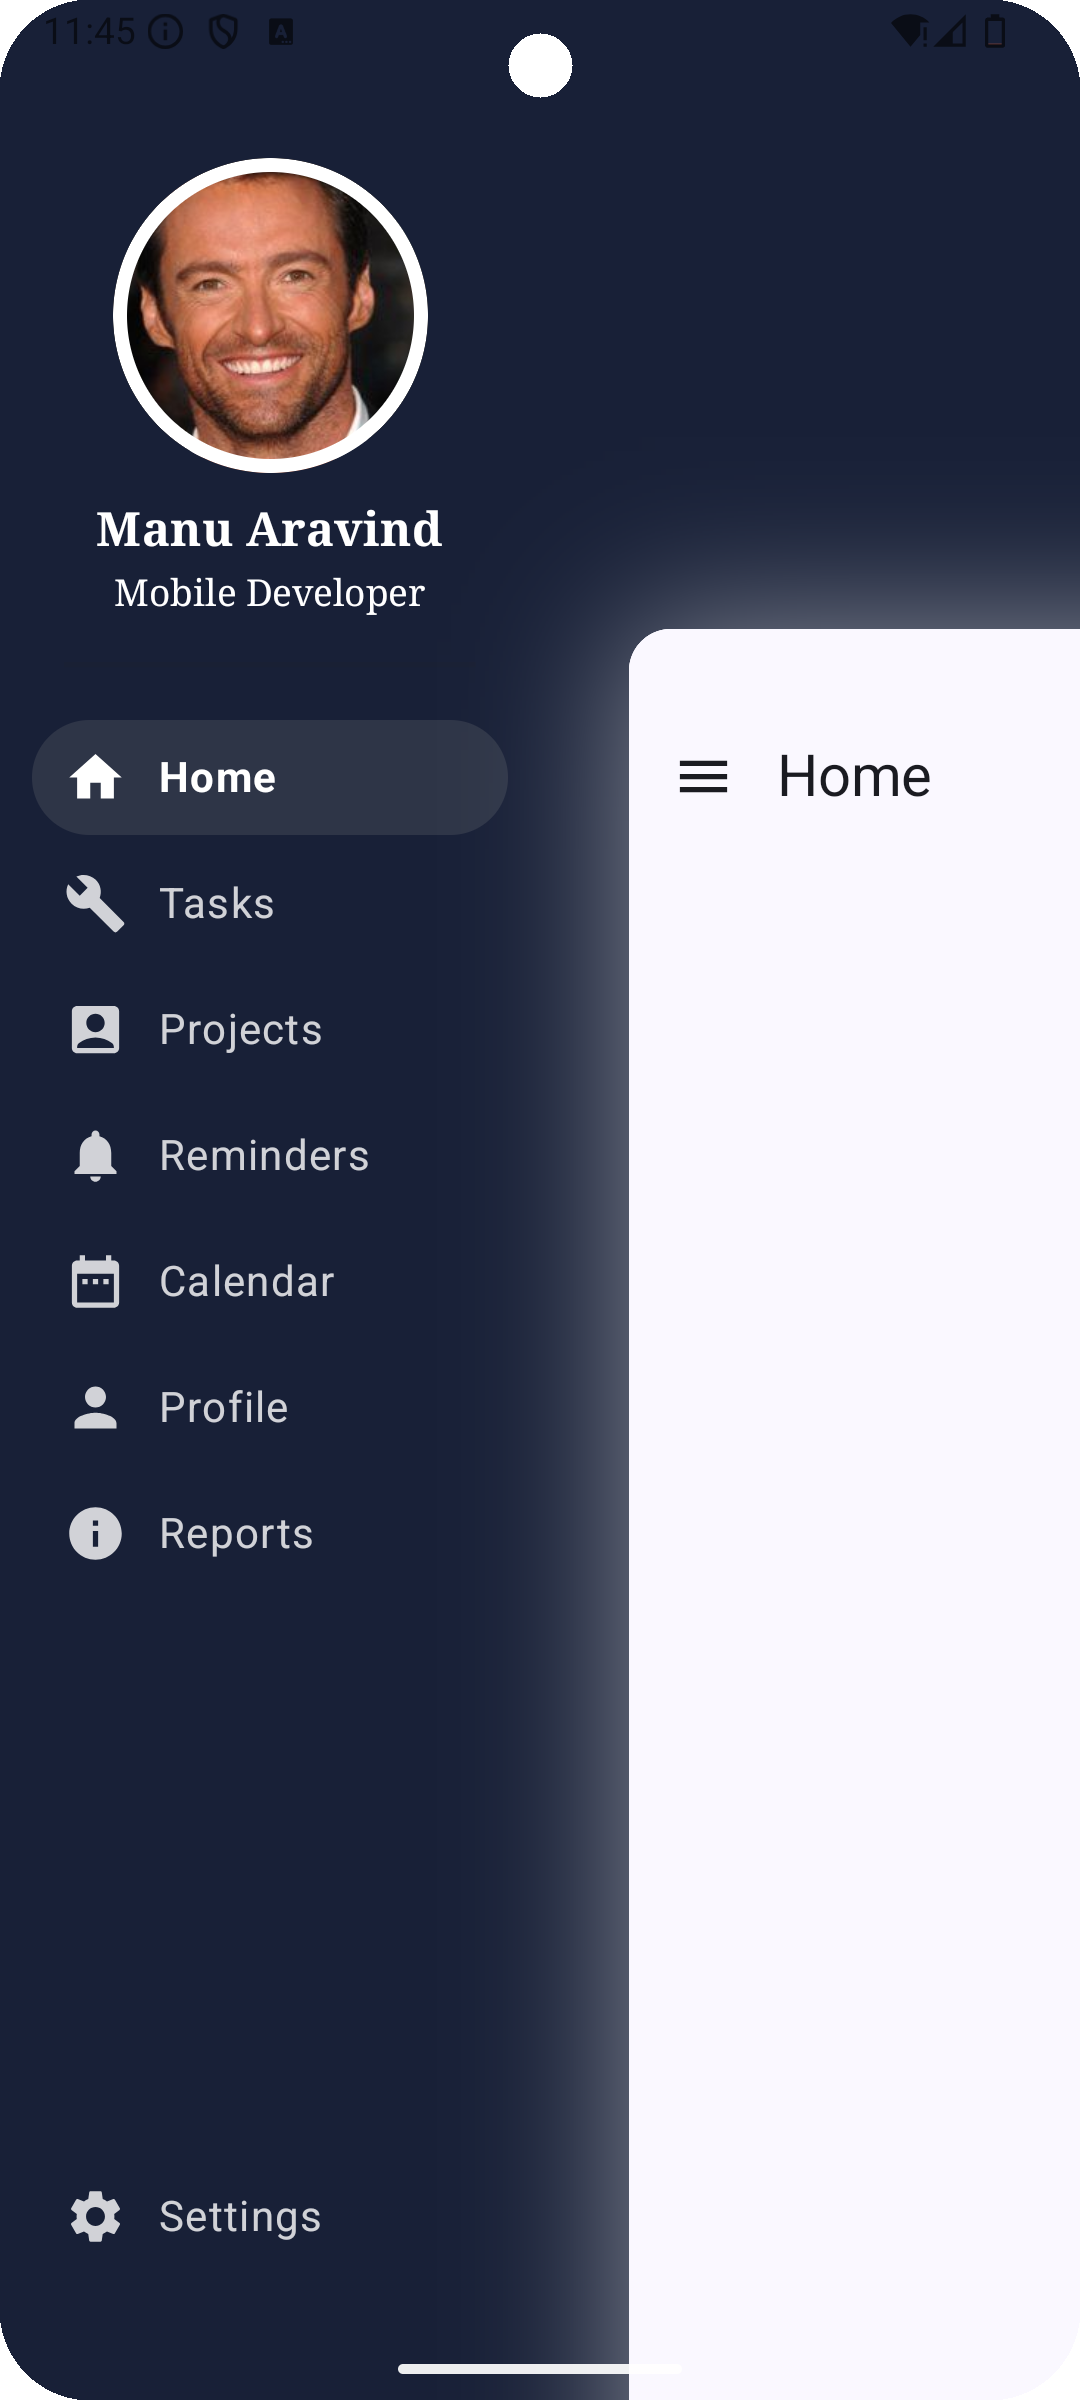 11:45
Manu Aravind
Mobile Developer
Home
Home
Tasks
Projects
Reminders
Calendar
Profile
Reports
Settings